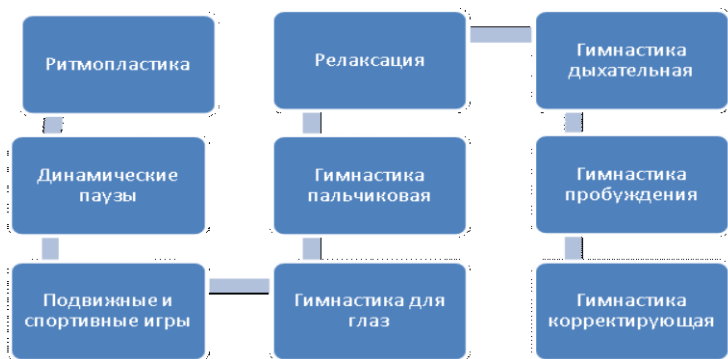 Ритмопластика
Динамические
паузы
Подвижные и
спортивные игры
Гимнастика для
глаз
Гимнастика
пальчиковая
Релаксация
Гимнастика
дыхательная
Гимнастика
пробуждения
Гимнастика
корректирующая